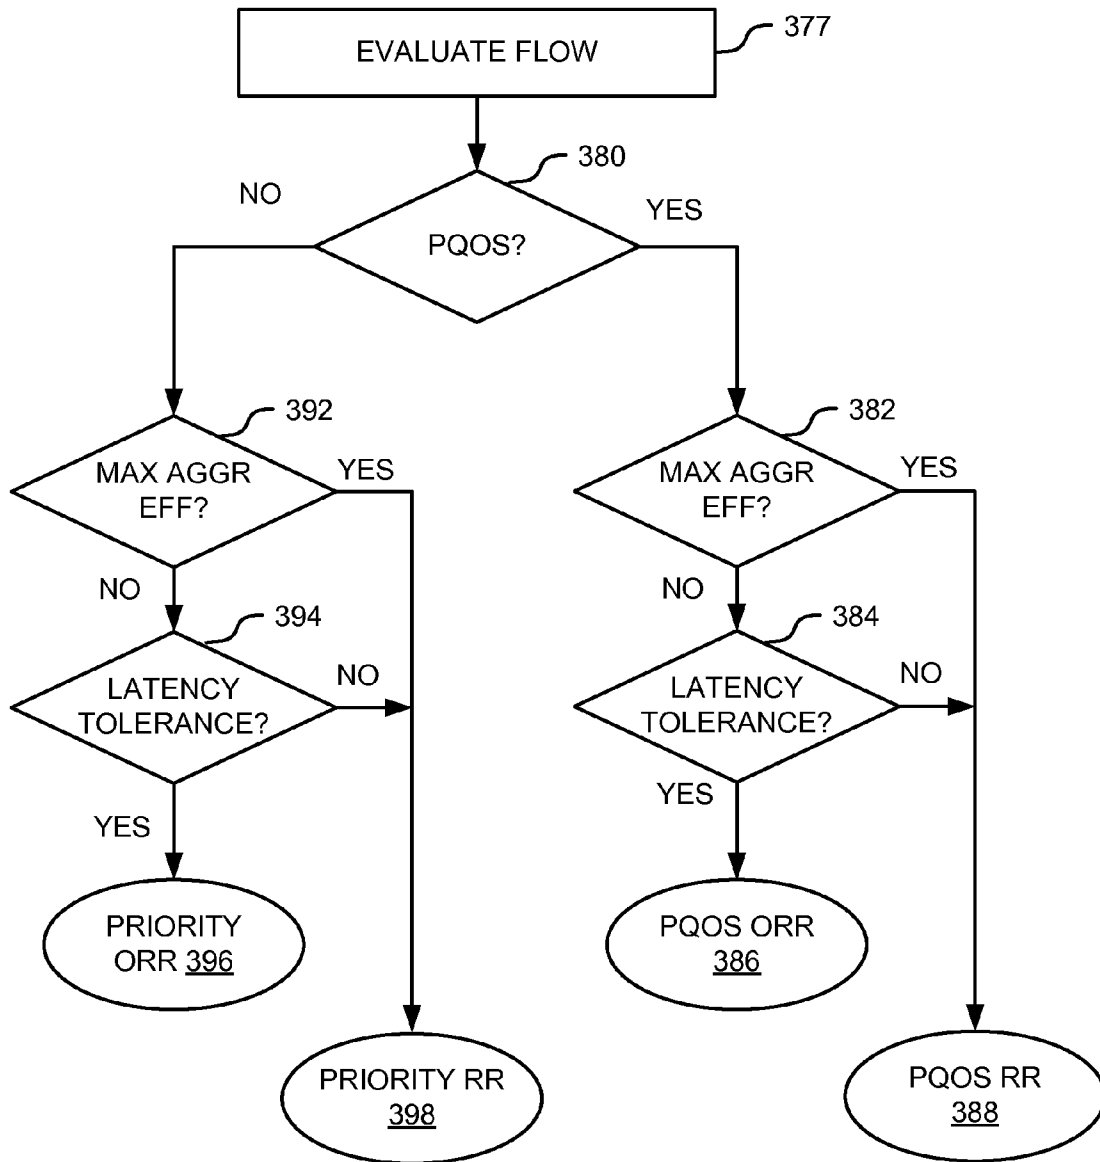 EVALUATE FLOW
377
380
NO
YES
PQOS?
392
382
MAX AGGR
EFF?
YES
MAX AGGR
EFF?
YES
NO
NO
394
384
LATENCY
TOLERANCE?
NO
LATENCY
TOLERANCE?
NO
YES
YES
PRIORITY
ORR 396
PQOS ORR
386
PRIORITY RR
398
PQOS RR
388